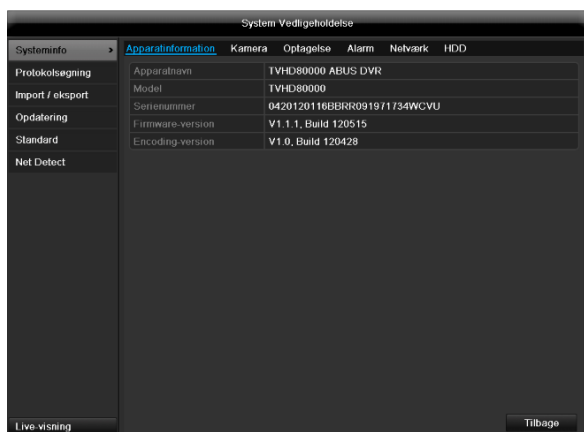 System Vedligeholdelse
Systeminfo >
Apparatinformation Kamera Optagelse Alarm Netværk HDD
Protokolsøgning
Import / eksport
Opdatering
Standard
Net Detect
Apparatnavn TVHD80000 ABUS DVR
Model TVHD80000
Serienummer 0420120116BBRR091971734WCVU
Firmware-version V1.1.1, Build 120515
Encoding-version V1.0, Build 120428
Live-visning
Tilbage